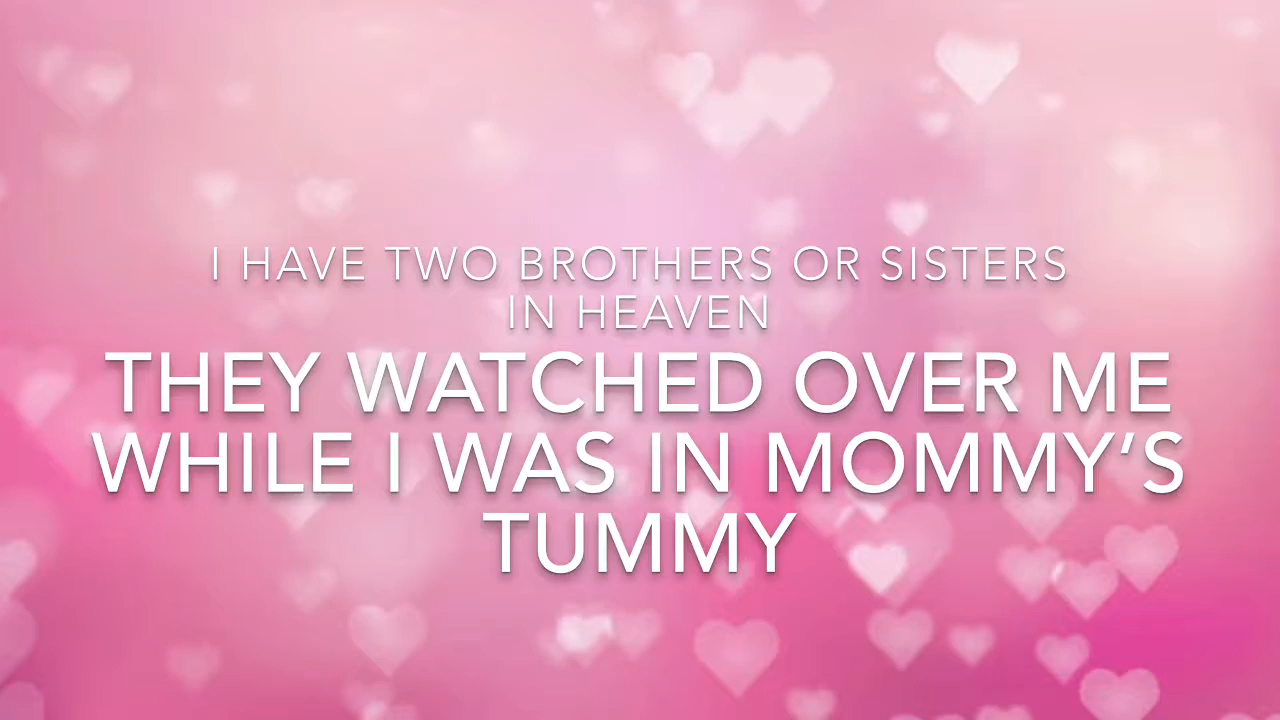 I HAVE TWO BROTHERS OR SISTERS
IN HEAVEN
THEY WATCHED OVER ME
WHILE I WAS IN MOMMY’S
TUMMY